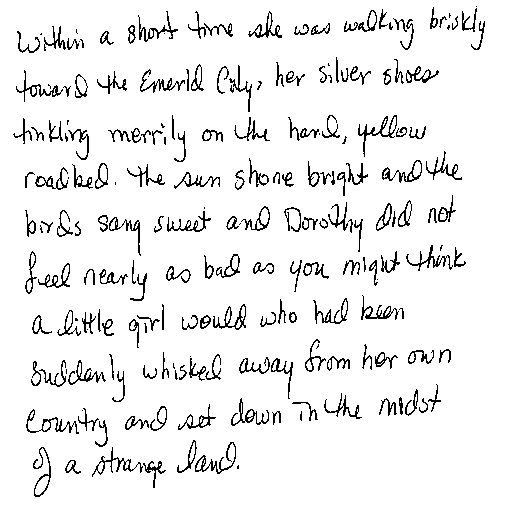 Within a short time she was walking briskly
toward the Emerld City, her silver shoes
tinkling merrily on the hard, yellow
roadbed. The sun shone bright and the
birds sang sweet and Dorothy did not
feel nearly as bad as you might think
a little girl would who had been
suddenly whisked away from her own
country and set down in the midst
of a strange land.